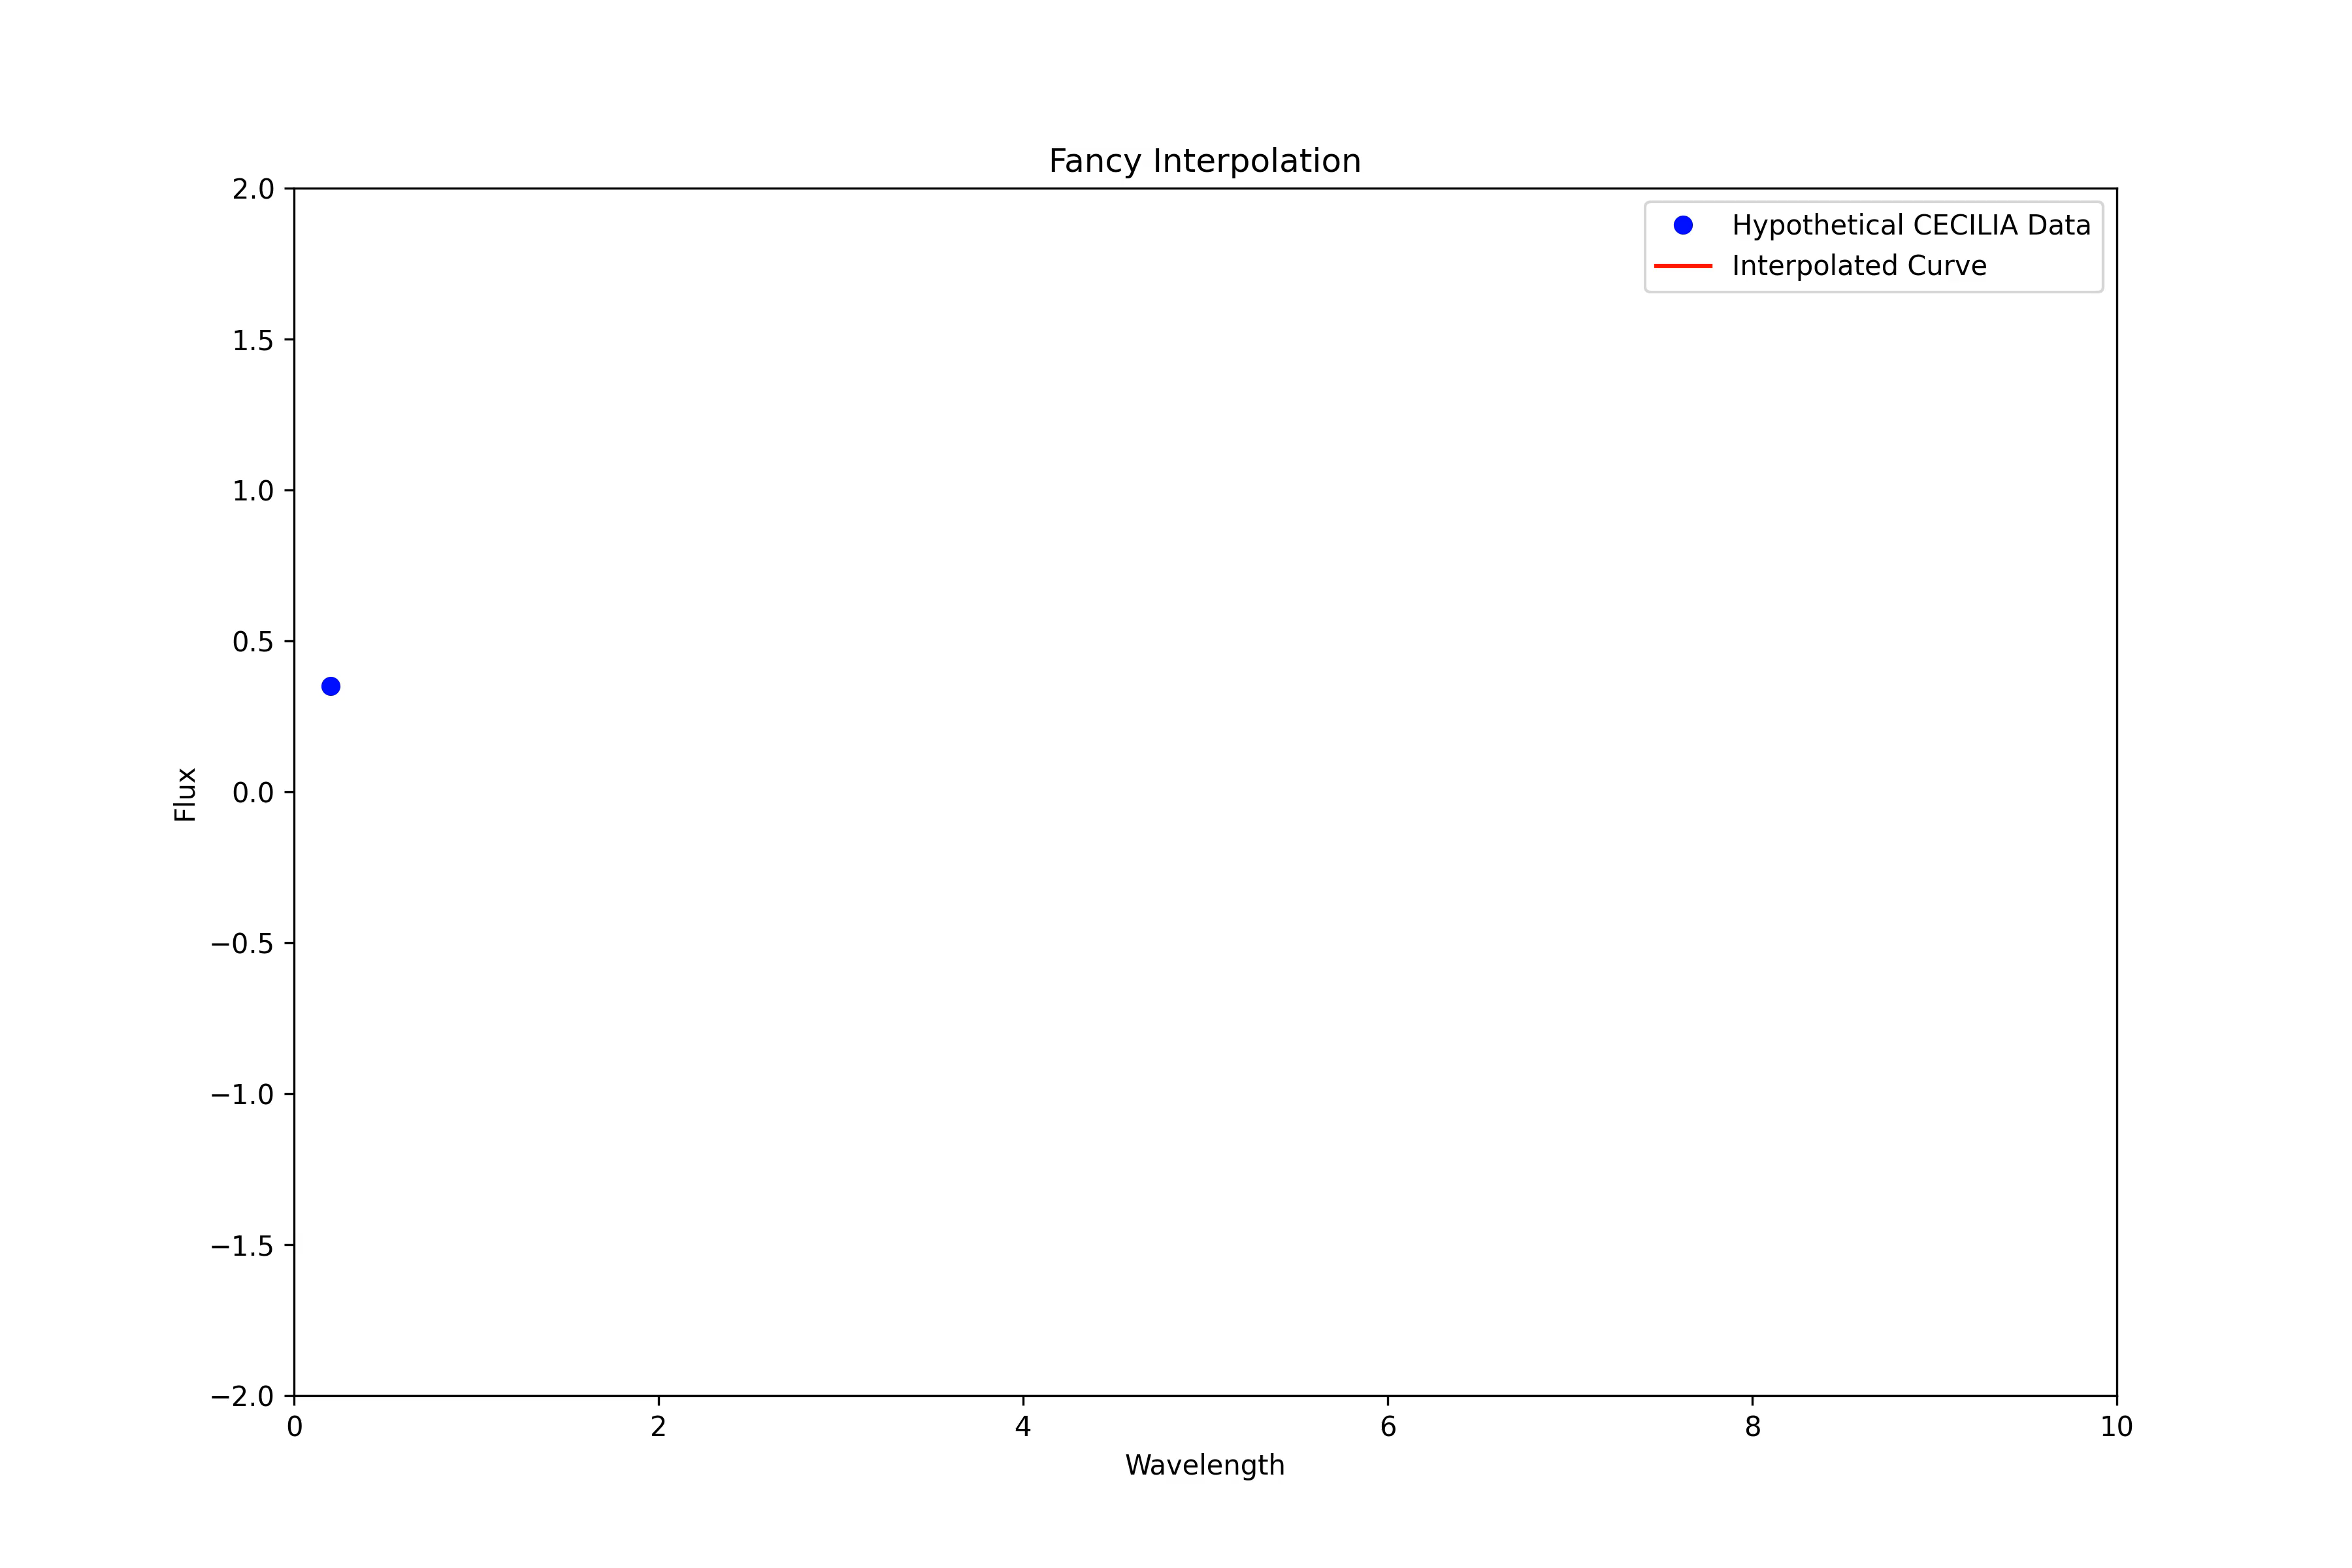 Fancy Interpolation
Hypothetical CECILIA Data
Interpolated Curve
2.0
1.5
1.0
0.5
0.0
−0.5
−1.0
−1.5
−2.0
Flux
0 2 4 6 8 10
Wavelength